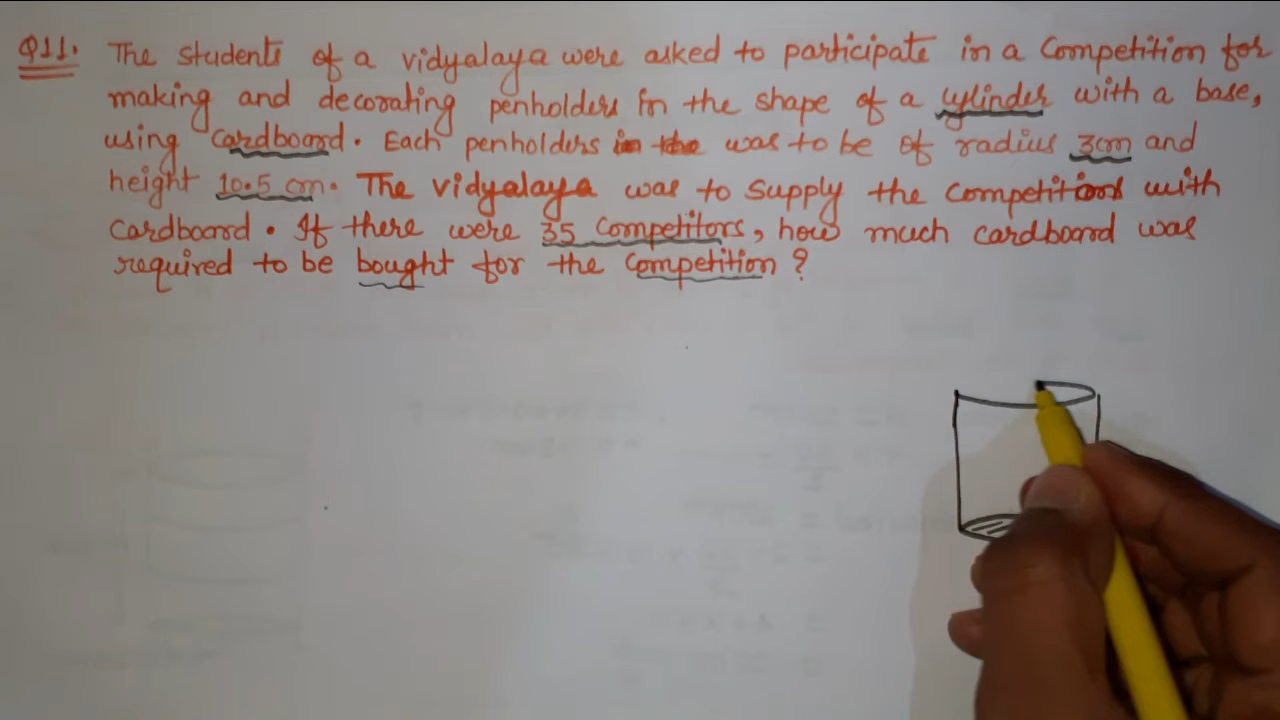 Q11. The students of a vidyalaya were asked to participate in a Competition for
making and decorating penholders in the shape of a cylinder with a base,
using cardboard. Each penholders in the was to be of radius 3cm and
height 10.5 cm. The vidyalaya was to supply the competitors with
cardboard. If there were 35 competitors, how much cardboard was
required to be bought for the competition ?